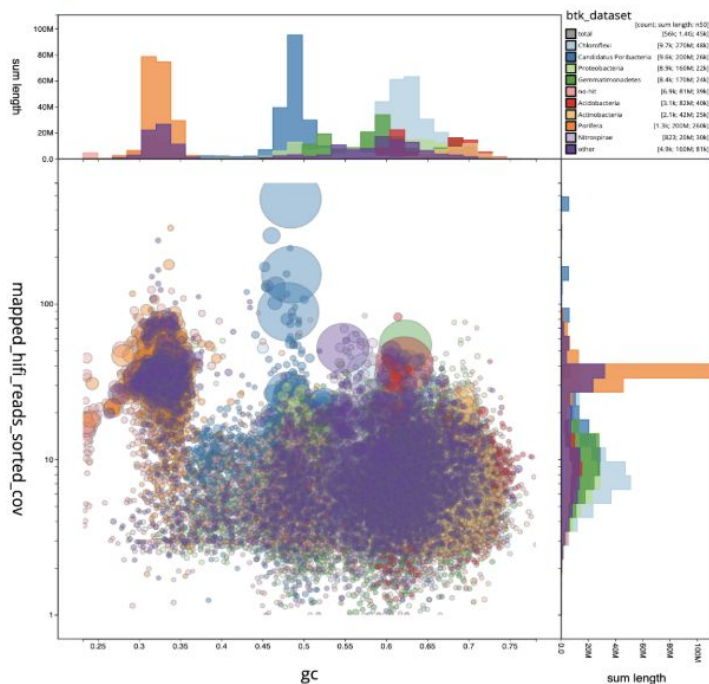 btk_dataset
[count; sum length; n50]
total [56k; 1.4G; 45k]
Chloroflexi [9.7k; 270M; 48k]
Candidatus Poribacteria [9.6k; 200M; 26k]
Proteobacteria [8.9k; 160M; 22k]
Gemmatimonadetes [8.4k; 170M; 24k]
no-hit [6.9k; 81M; 39k]
Acidobacteria [3.1k; 82M; 40k]
Actinobacteria [2.1k; 42M; 25k]
Porifera [1.3k; 200M; 260k]
Nitrospirae [823; 20M; 30k]
other [4.9k; 160M; 81k]
sum length
100M
80M
60M
40M
20M
0.0
mapped_hifi_reads_sorted_cov
100
10
1
0.25 0.3 0.35 0.4 0.45 0.5 0.55 0.6 0.65 0.7 0.75
gc
0.0 20M 40M 60M 80M 100M
sum length